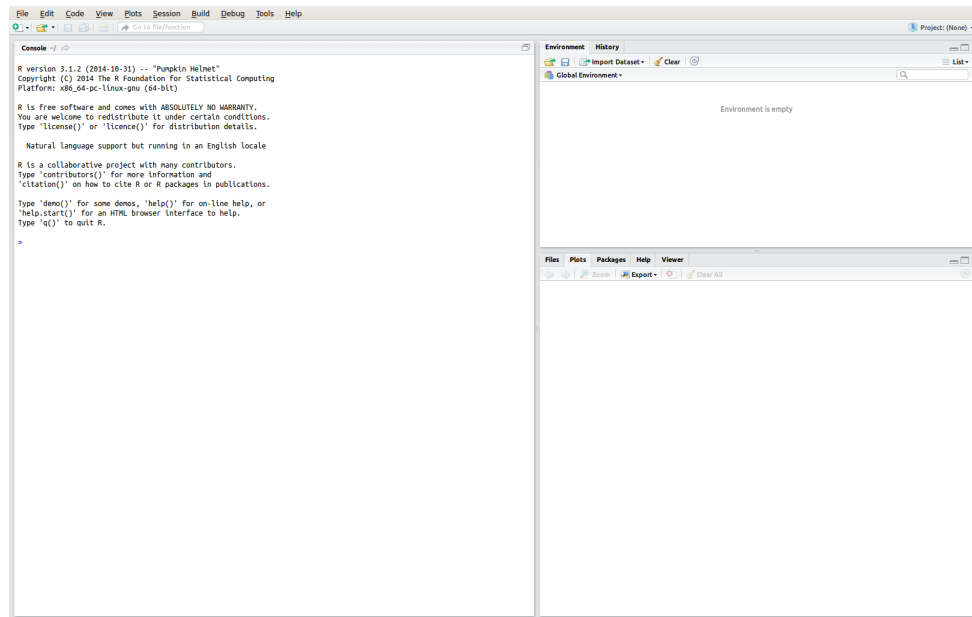 File Edit Code View Plots Session Build Debug Tools Help
Go to file/function
Project: (None)
Console ~/
R version 3.1.2 (2014-10-31) -- "Pumpkin Helmet"
Copyright (C) 2014 The R Foundation for Statistical Computing
Platform: x86_64-pc-linux-gnu (64-bit)
R is free software and comes with ABSOLUTELY NO WARRANTY.
You are welcome to redistribute it under certain conditions.
Type 'license()' or 'licence()' for distribution details.
Natural language support but running in an English locale
R is a collaborative project with many contributors.
Type 'contributors()' for more information and
'citation()' on how to cite R or R packages in publications.
Type 'demo()' for some demos, 'help()' for on-line help, or
'help.start()' for an HTML browser interface to help.
Type 'q()' to quit R.
>
Environment History
Import Dataset Clear List
Global Environment
Environment is empty
Files Plots Packages Help Viewer
Zoom Export Clear All